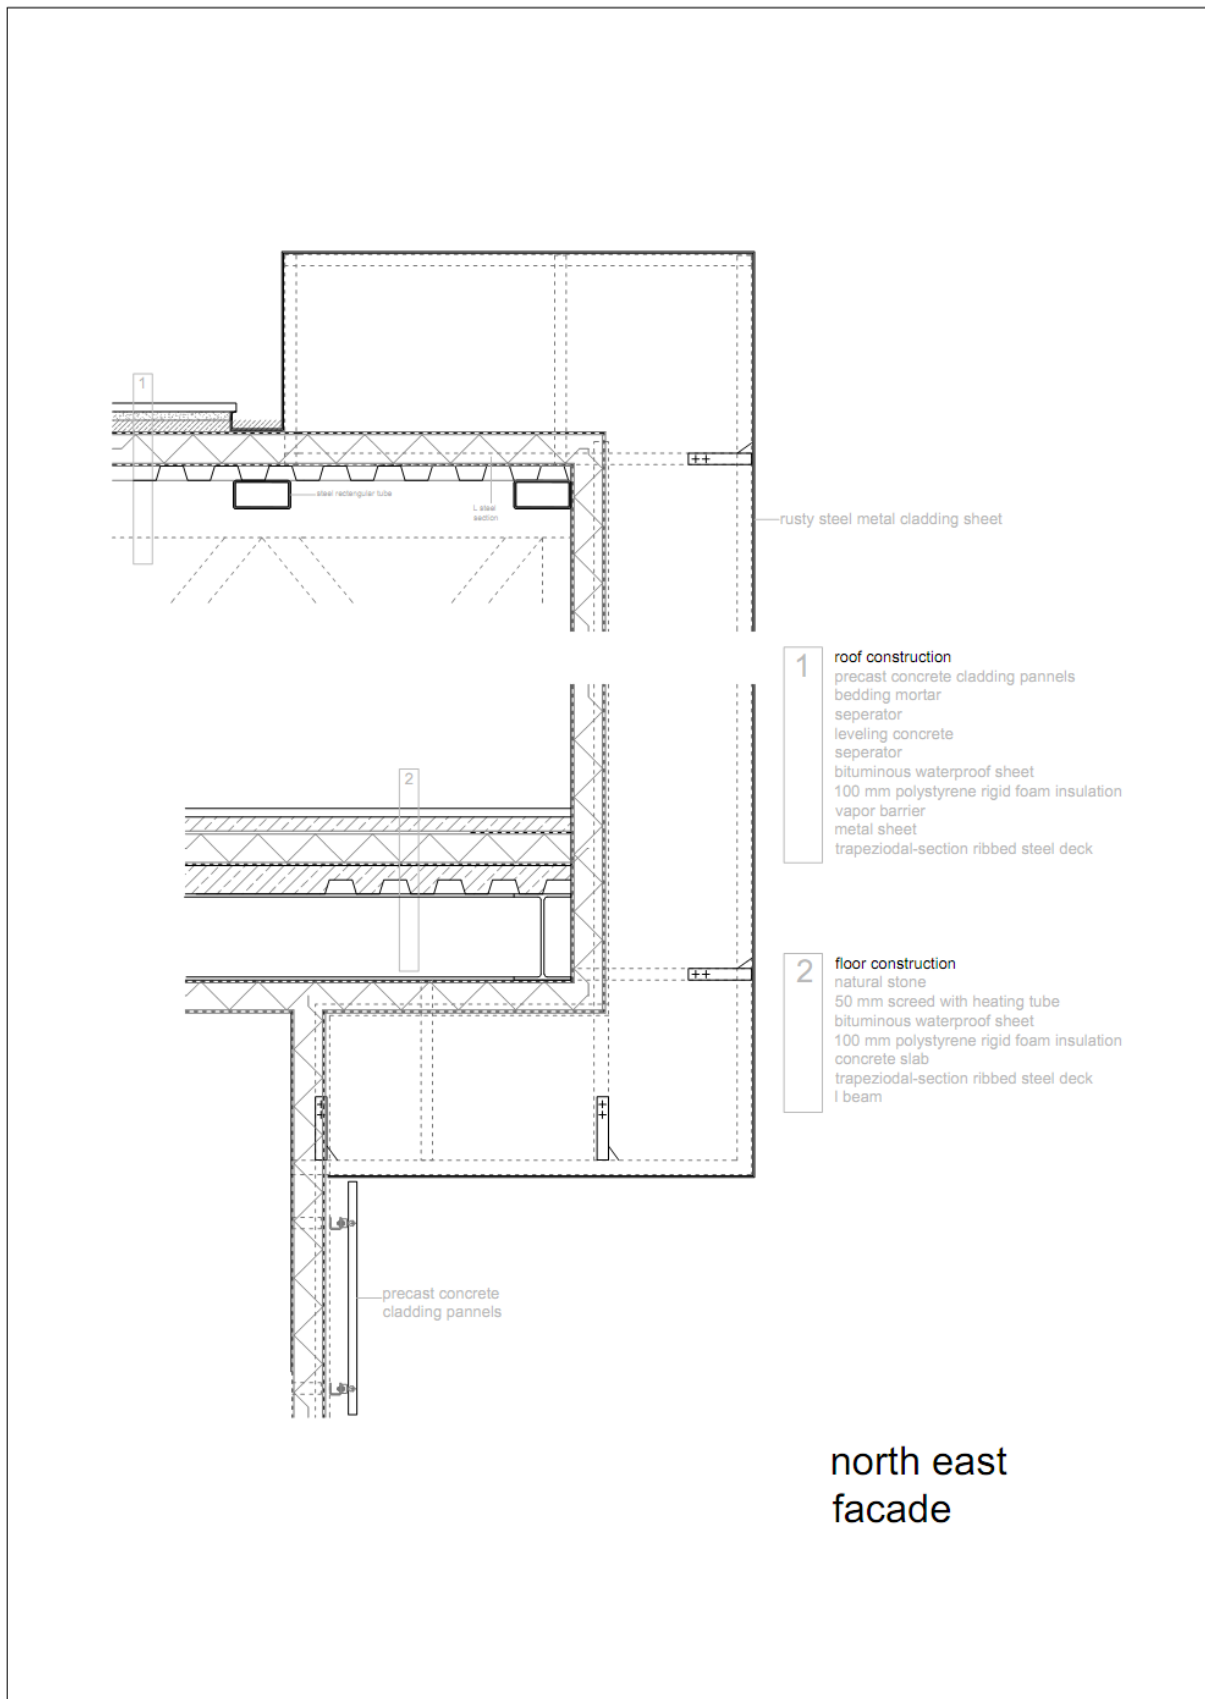 1
steel rectangular tube
L steel
section
rusty steel metal cladding sheet
1
roof construction
precast concrete cladding pannels
bedding mortar
seperator
leveling concrete
seperator
bituminous waterproof sheet
100 mm polystyrene rigid foam insulation
vapor barrier
metal sheet
trapeziodal-section ribbed steel deck
2
2
floor construction
natural stone
50 mm screed with heating tube
bituminous waterproof sheet
100 mm polystyrene rigid foam insulation
concrete slab
trapeziodal-section ribbed steel deck
I beam
precast concrete
cladding pannels
north east
facade